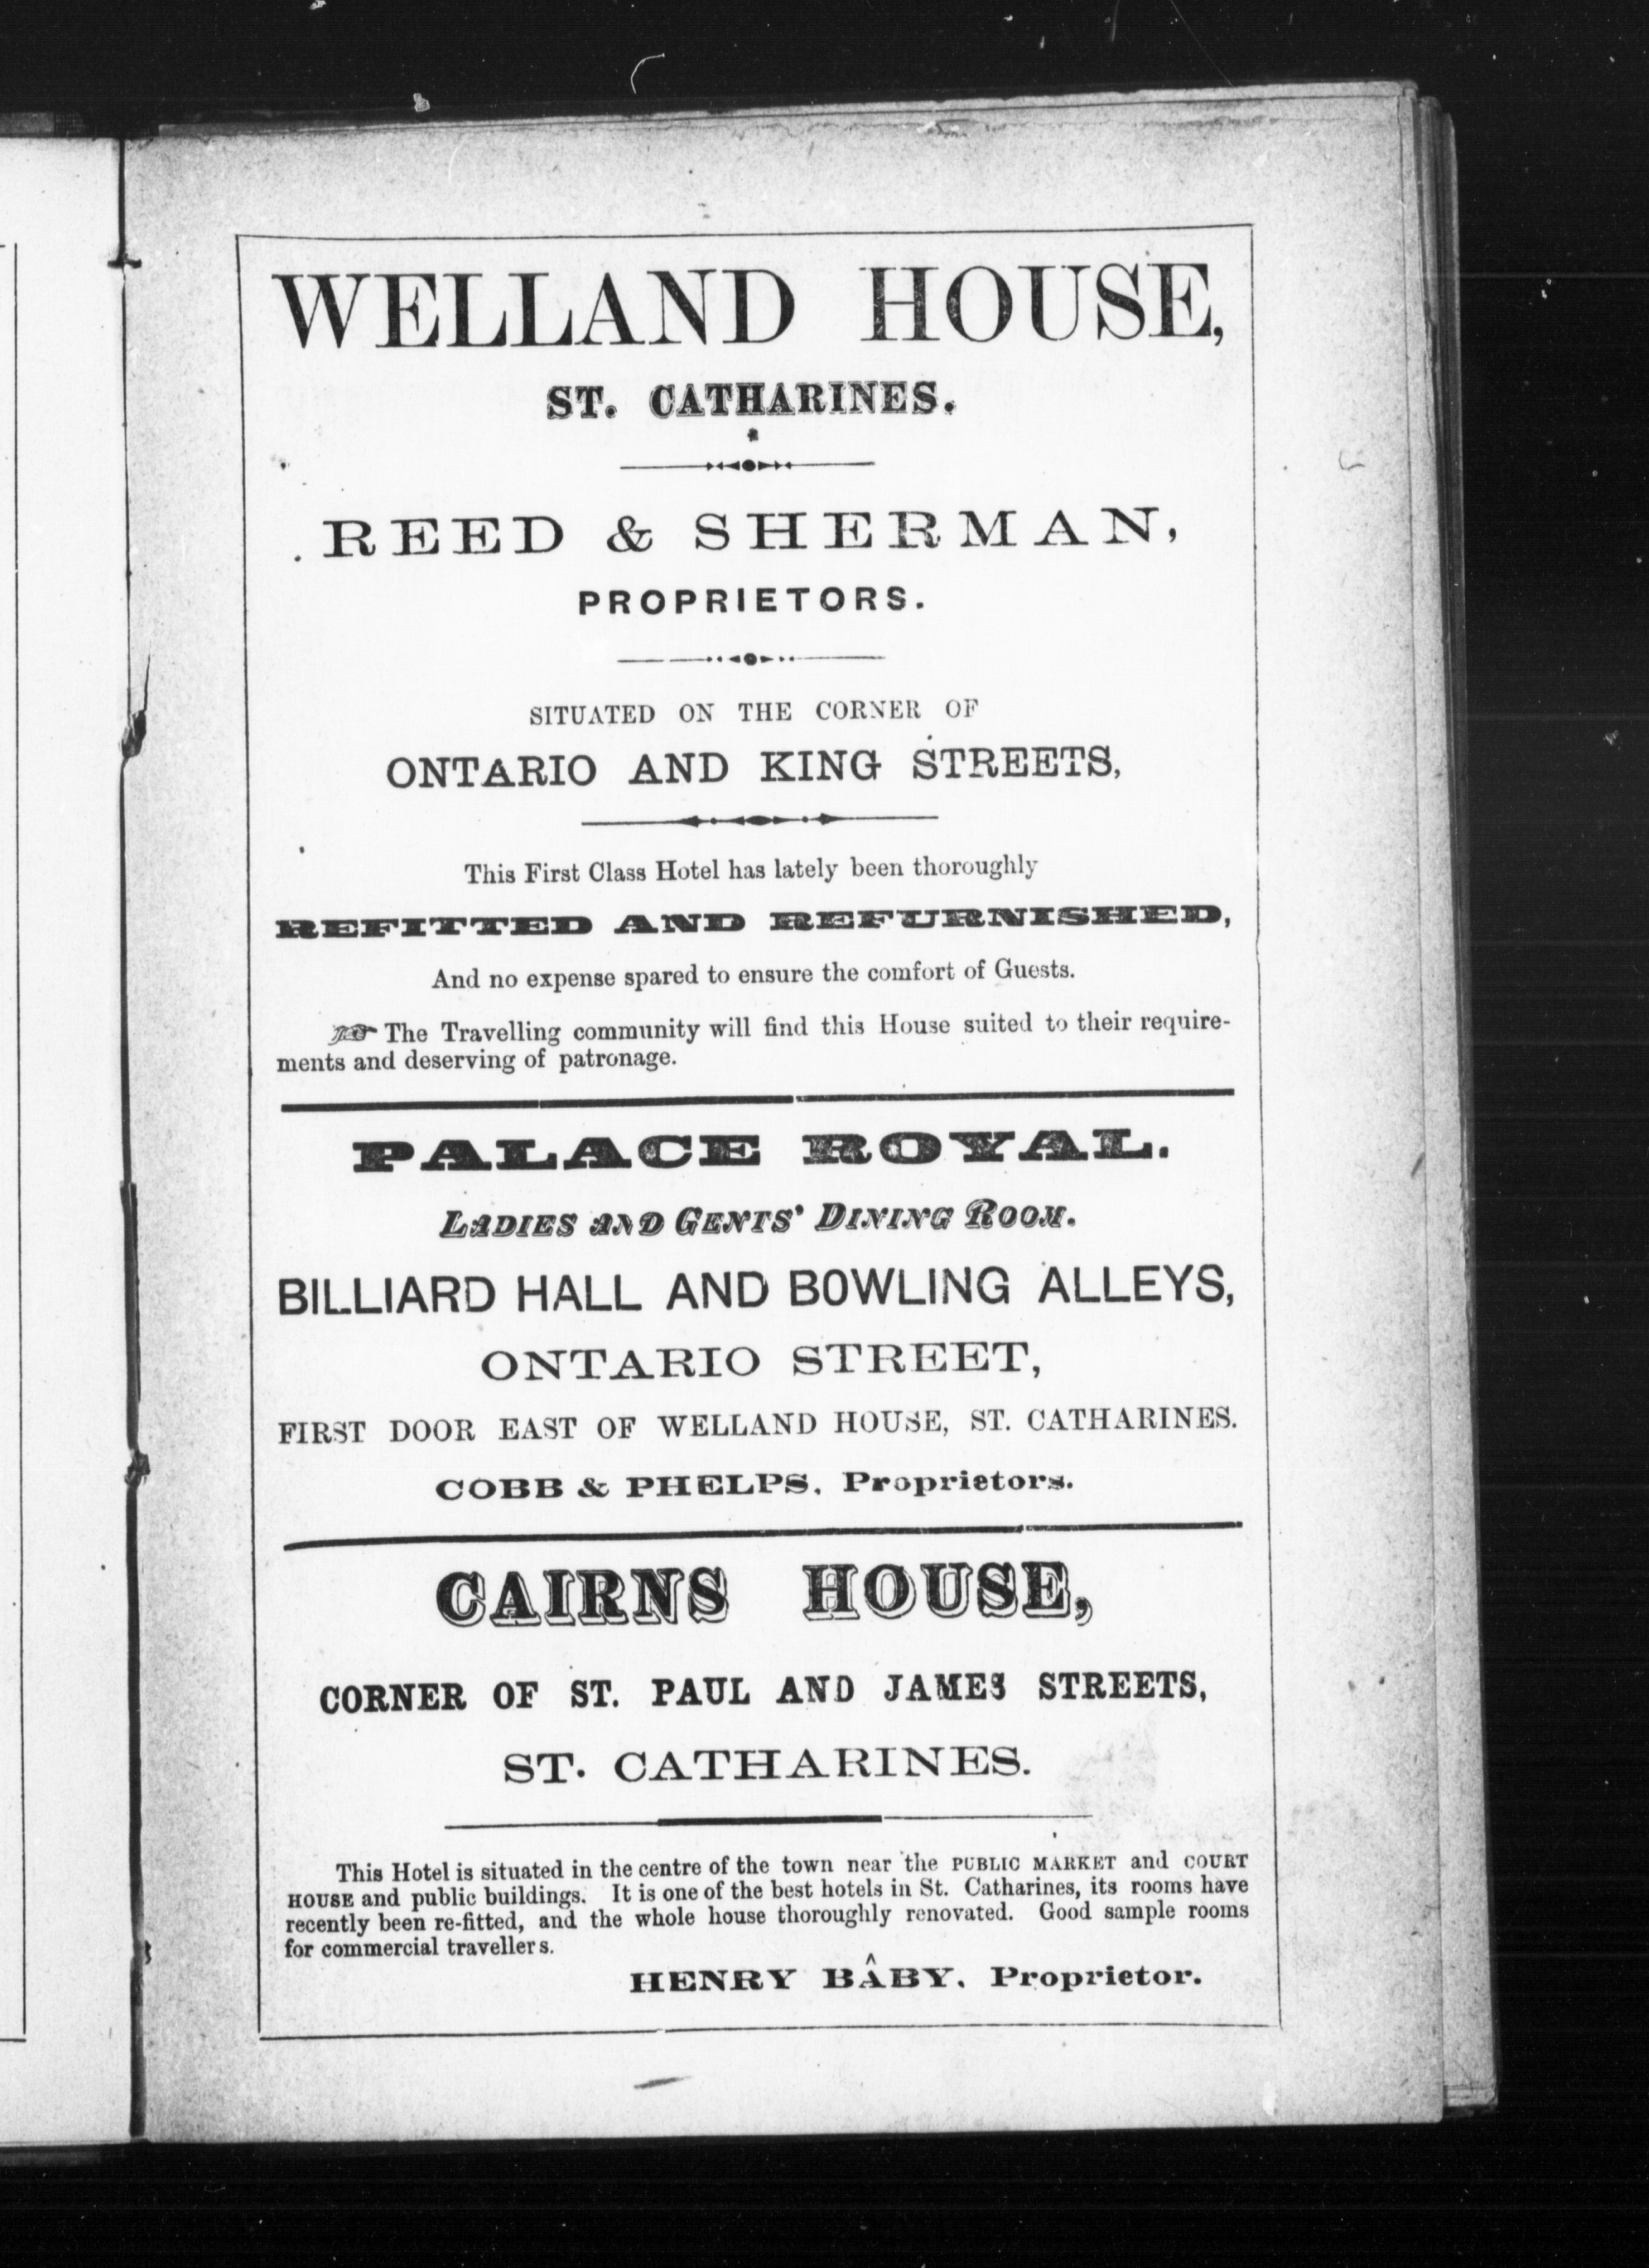 WELLAND HOUSE,
ST. CATHARINES.
REED & SHERMAN,
PROPRIETORS.
SITUATED ON THE CORNER OF
ONTARIO AND KING STREETS,
This First Class Hotel has lately been thoroughly
REFITTED AND REFURNISHED,
And no expense spared to ensure the comfort of Guests.
☞ The Travelling community will find this House suited to their require-
ments and deserving of patronage.
PALACE ROYAL.
LADIES AND GENTS' DINING ROOM.
BILLIARD HALL AND BOWLING ALLEYS,
ONTARIO STREET,
FIRST DOOR EAST OF WELLAND HOUSE, ST. CATHARINES.
COBB & PHELPS, Proprietors.
CAIRNS HOUSE,
CORNER OF ST. PAUL AND JAMES STREETS,
ST. CATHARINES.
This Hotel is situated in the centre of the town near the PUBLIC MARKET and COURT
HOUSE and public buildings. It is one of the best hotels in St. Catharines, its rooms have
recently been re-fitted, and the whole house thoroughly renovated. Good sample rooms
for commercial travellers.
HENRY BÂBY, Proprietor.